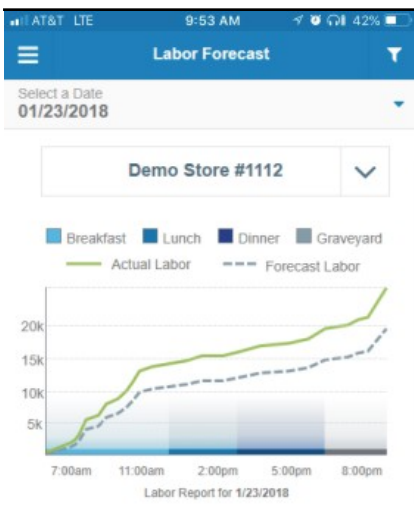 AT&T LTE 9:53 AM 42%
Labor Forecast
Select a Date
01/23/2018
Demo Store #1112
Breakfast Lunch Dinner Graveyard
Actual Labor Forecast Labor
20k
15k
10k
5k
7:00am 11:00am 2:00pm 5:00pm 8:00pm
Labor Report for 1/23/2018